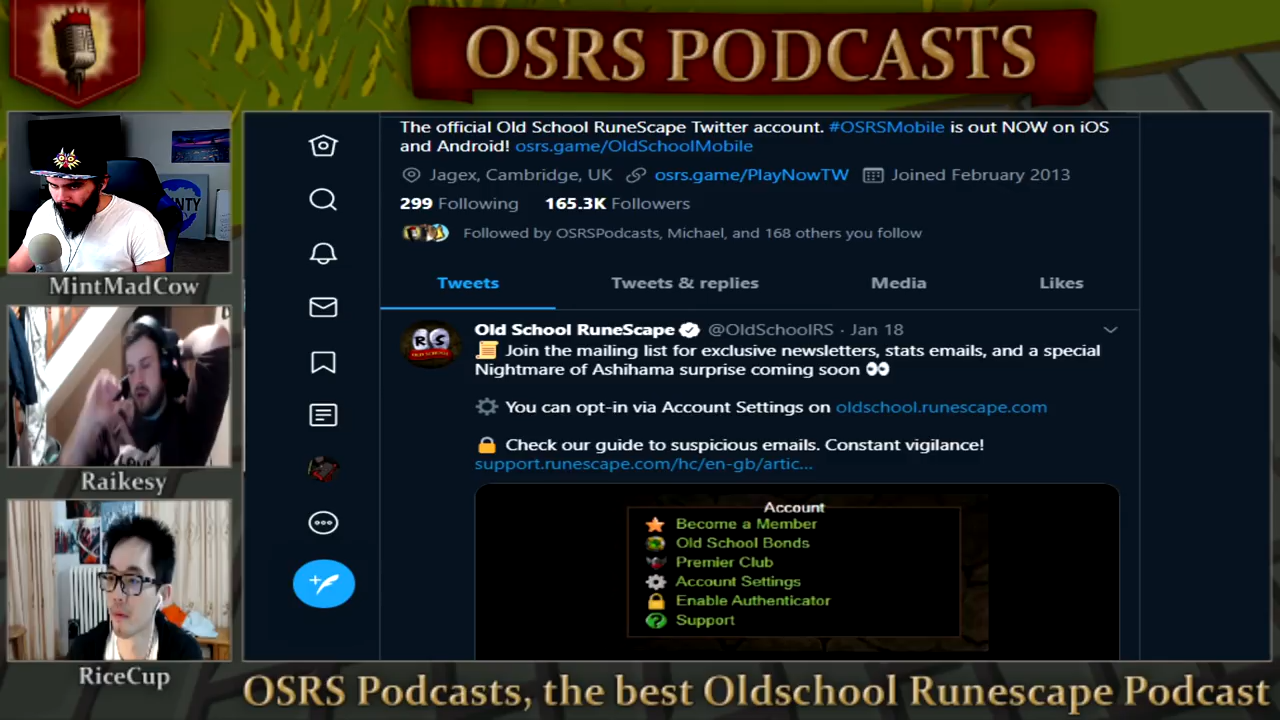 OSRS PODCASTS
MintMadCow
Raikesy
RiceCup
The official Old School RuneScape Twitter account. #OSRSMobile is out NOW on iOS
and Android! osrs.game/OldSchoolMobile
Jagex, Cambridge, UK osrs.game/PlayNowTW Joined February 2013
299 Following 165.3K Followers
Followed by OSRSPodcasts, Michael, and 168 others you follow
Tweets Tweets & replies Media Likes
Old School RuneScape @OldSchoolRS · Jan 18
📜 Join the mailing list for exclusive newsletters, stats emails, and a special
Nightmare of Ashihama surprise coming soon 👀
⚙️ You can opt-in via Account Settings on oldschool.runescape.com
🔒 Check our guide to suspicious emails. Constant vigilance!
support.runescape.com/hc/en-gb/artic...
RS
Account
Become a Member
Old School Bonds
Premier Club
Account Settings
Enable Authenticator
Support
OSRS Podcasts, the best Oldschool Runescape Podcast